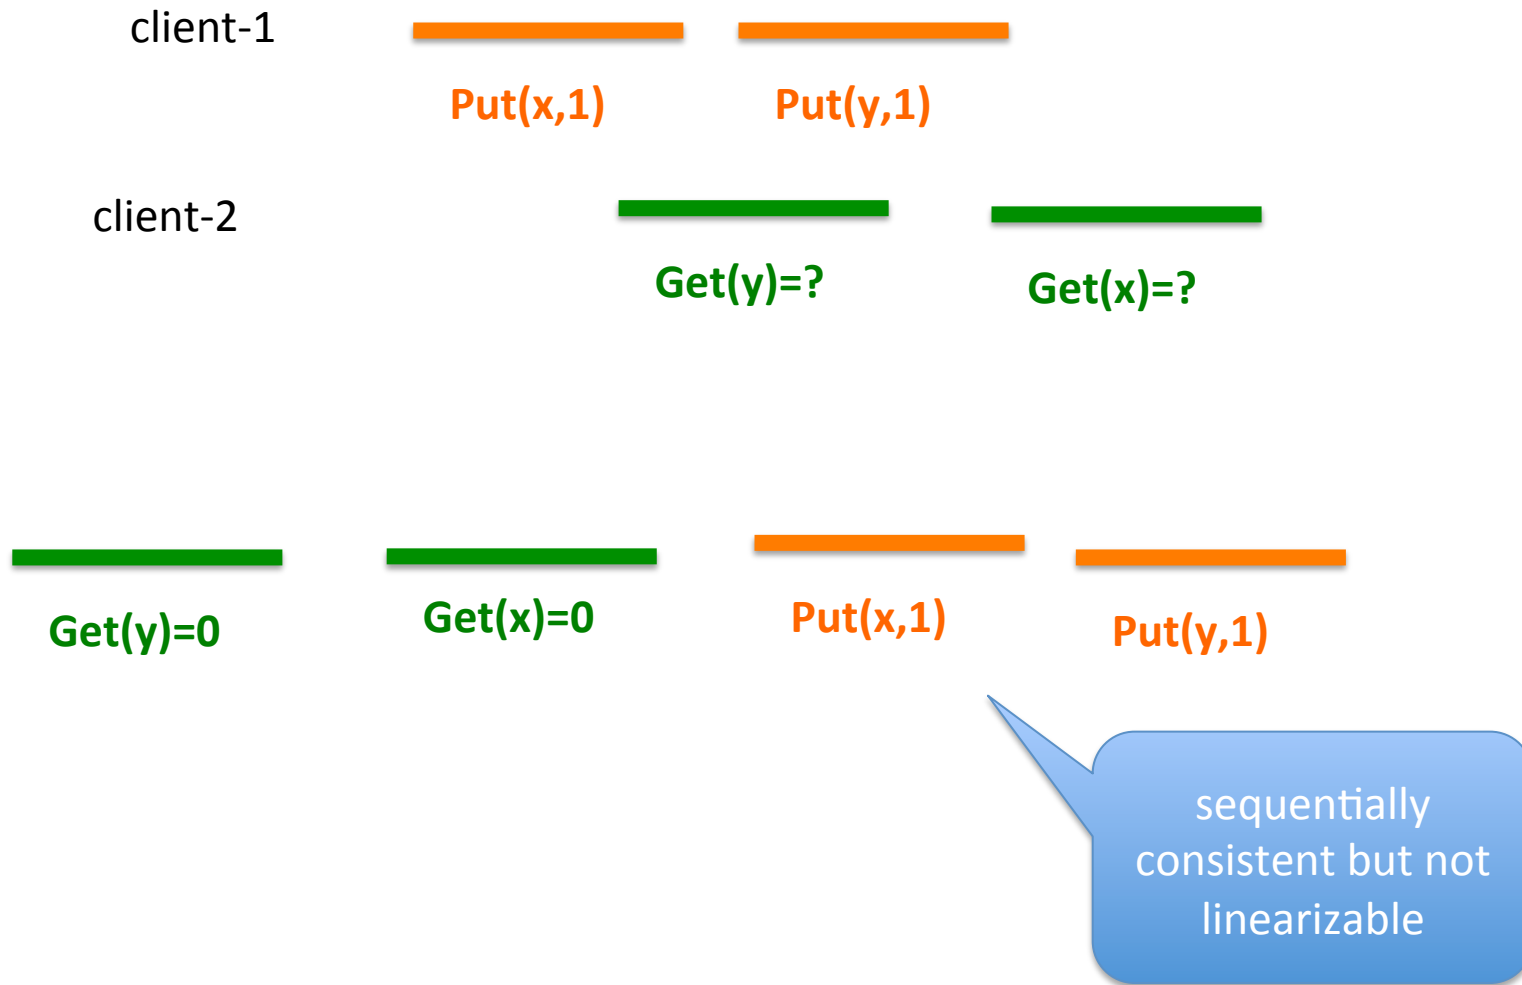 client-1
Put(x,1) Put(y,1)
client-2
Get(y)=? Get(x)=?
Get(y)=0 Get(x)=0 Put(x,1) Put(y,1)
sequentially
consistent but not
linearizable